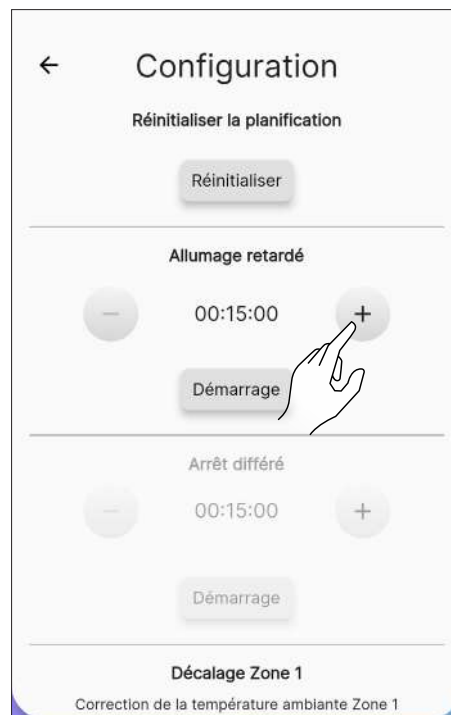 ← Configuration
Réinitialiser la planification
Réinitialiser
Allumage retardé
− 00:15:00 +
Démarrage
Arrêt différé
− 00:15:00 +
Démarrage
Décalage Zone 1
Correction de la température ambiante Zone 1